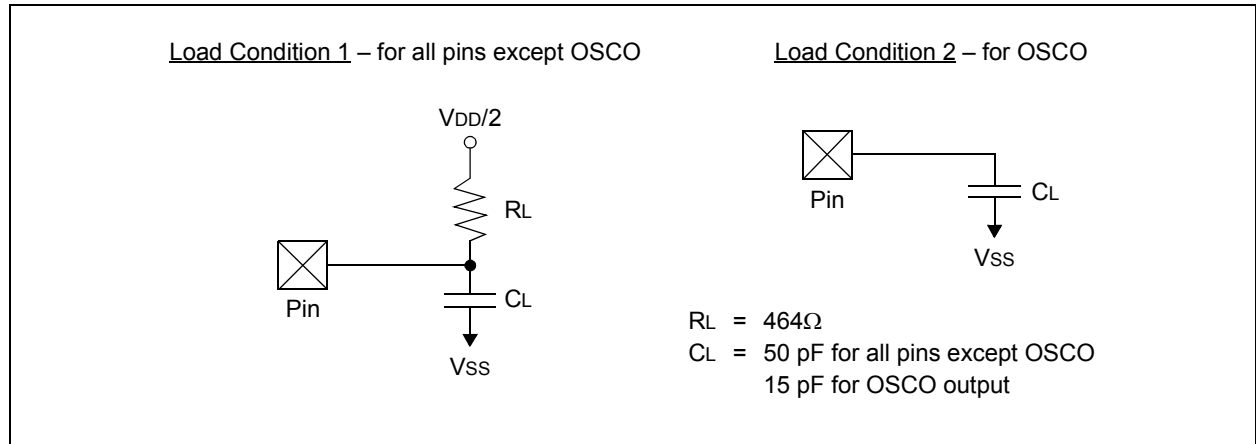 Load Condition 1 – for all pins except OSCO
VDD/2
RL
Pin
CL
VSS
Load Condition 2 – for OSCO
Pin
CL
VSS
RL = 464Ω
CL = 50 pF for all pins except OSCO
15 pF for OSCO output